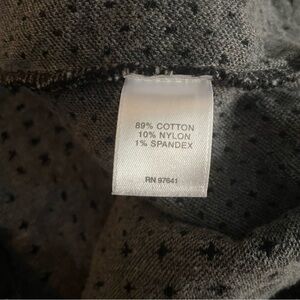 89% COTTON
10% NYLON
1% SPANDEX
RN 97641